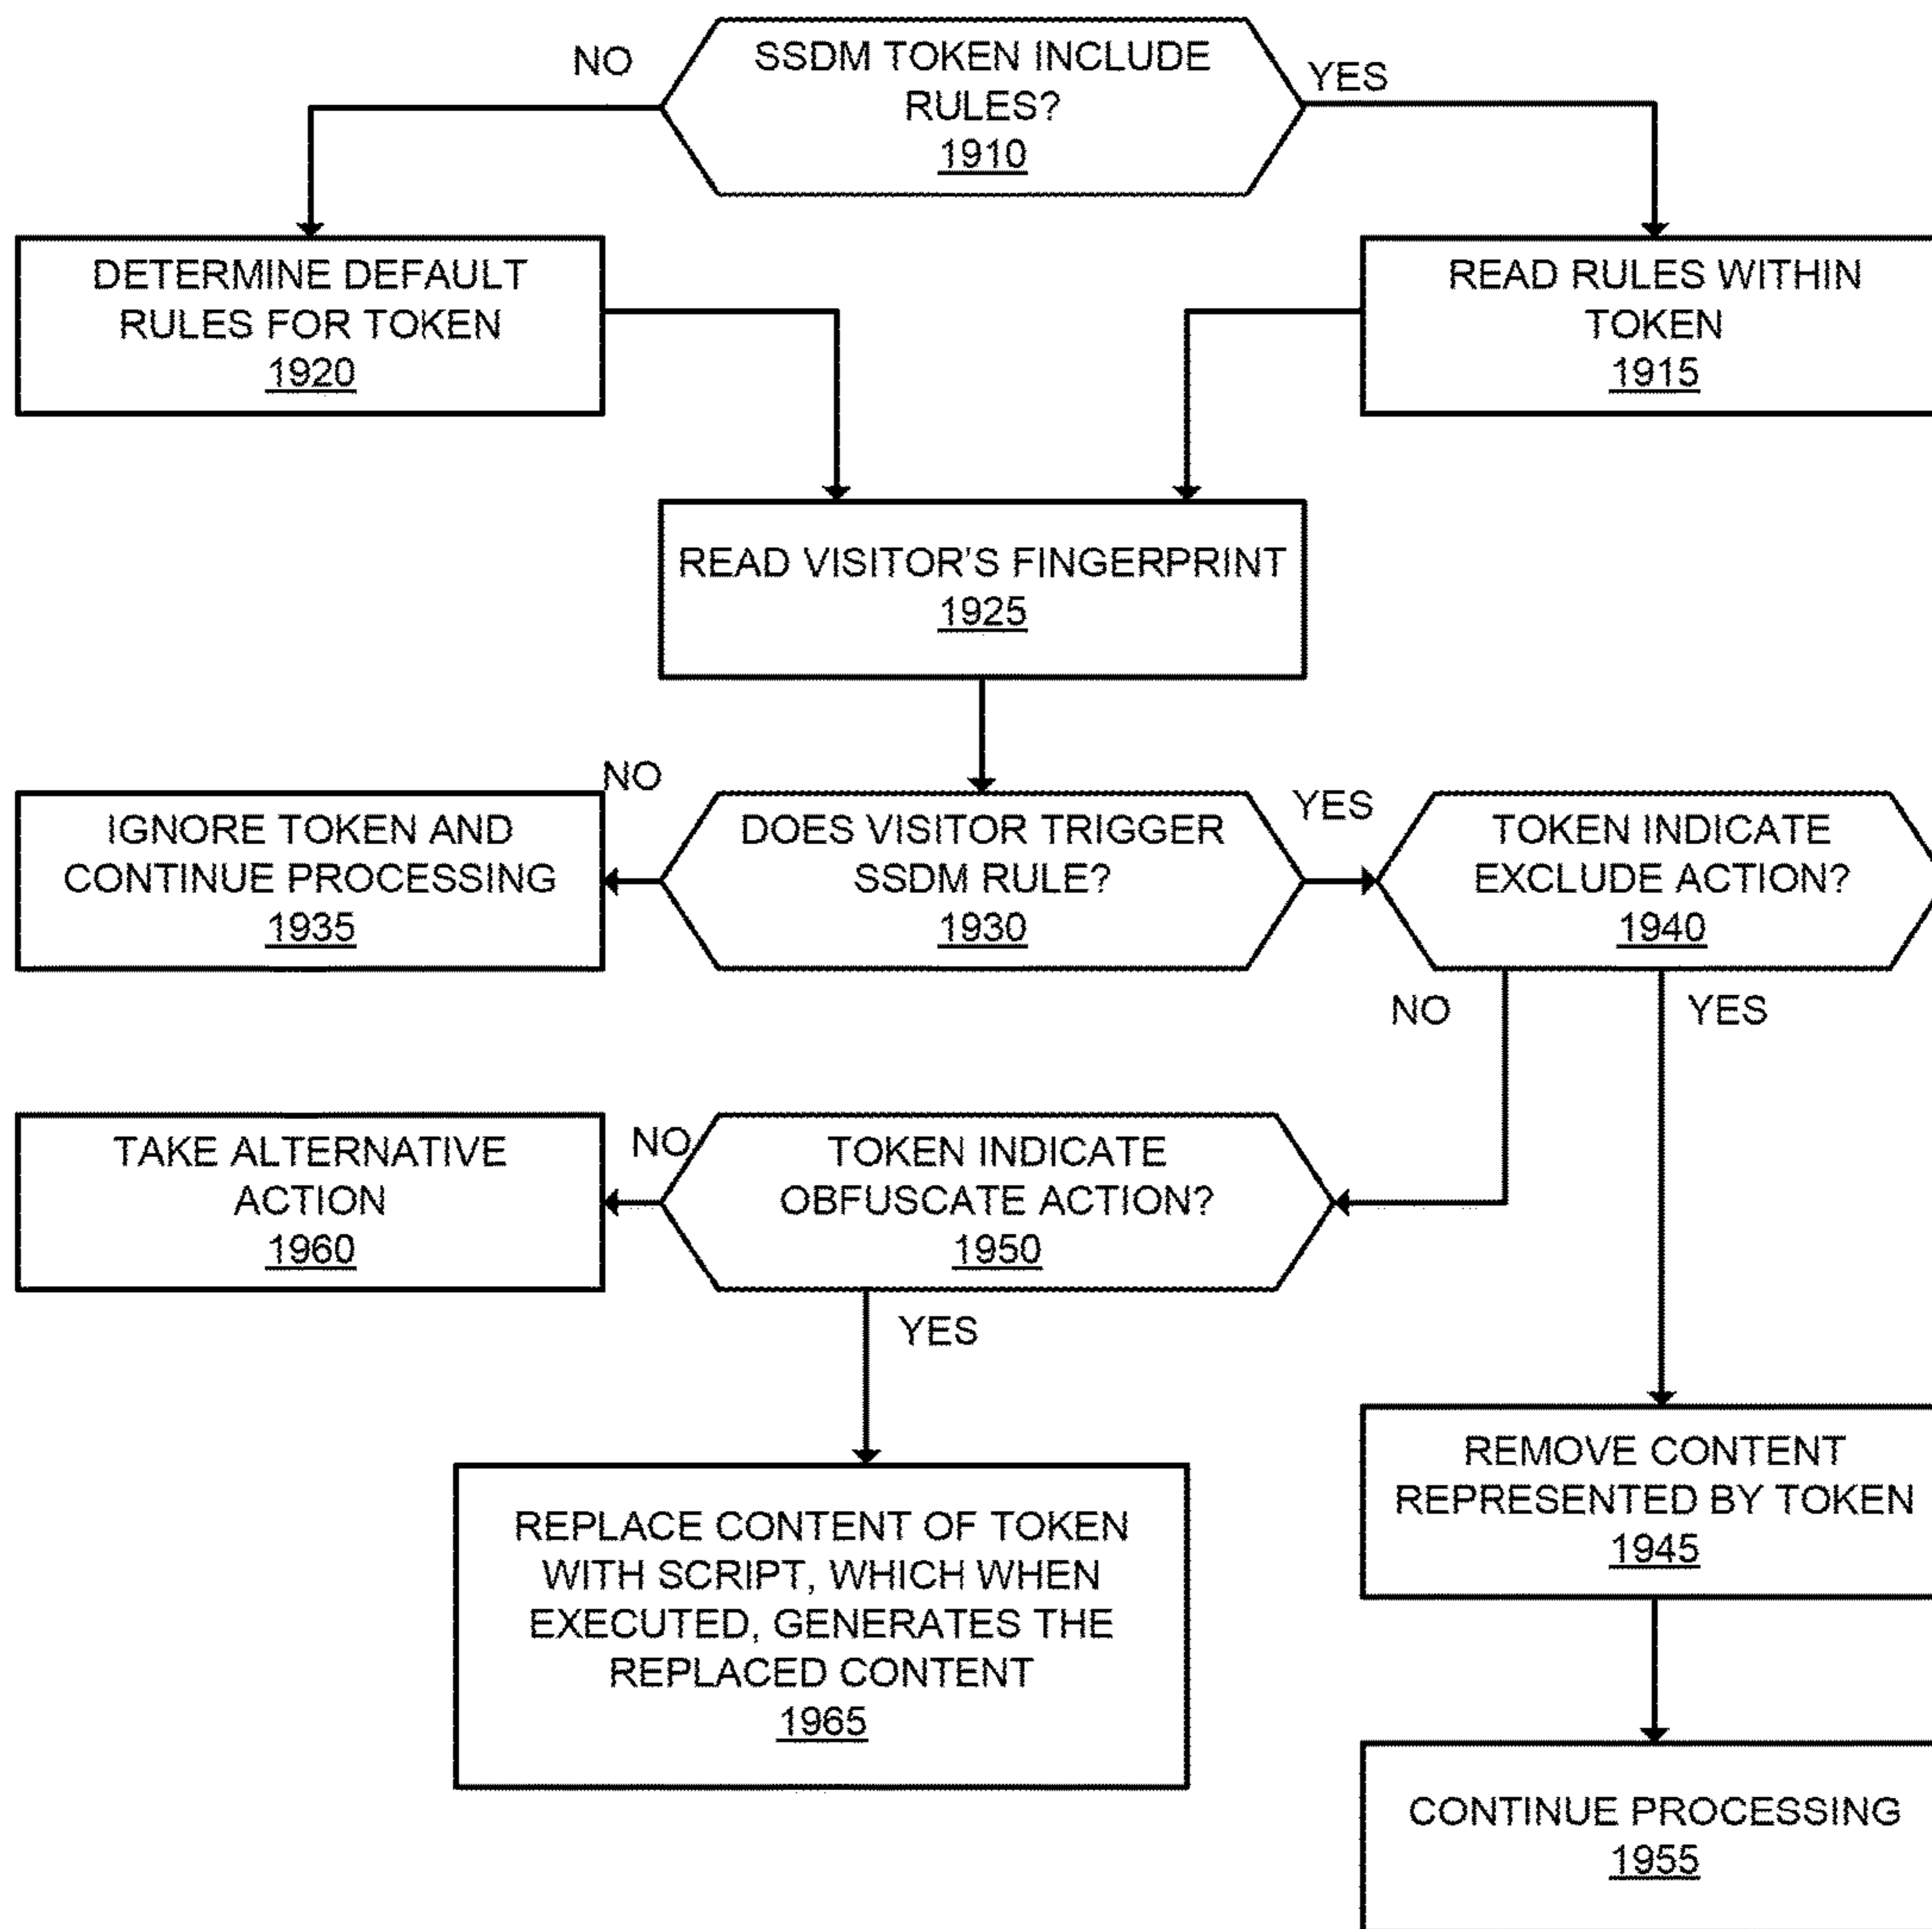 NO
SSDM TOKEN INCLUDE
RULES?
1910
YES
DETERMINE DEFAULT
RULES FOR TOKEN
1920
READ RULES WITHIN
TOKEN
1915
READ VISITOR'S FINGERPRINT
1925
NO
IGNORE TOKEN AND
CONTINUE PROCESSING
1935
DOES VISITOR TRIGGER
SSDM RULE?
1930
YES
TOKEN INDICATE
EXCLUDE ACTION?
1940
NO
YES
TAKE ALTERNATIVE
ACTION
1960
NO
TOKEN INDICATE
OBFUSCATE ACTION?
1950
YES
REPLACE CONTENT OF TOKEN
WITH SCRIPT, WHICH WHEN
EXECUTED, GENERATES THE
REPLACED CONTENT
1965
REMOVE CONTENT
REPRESENTED BY TOKEN
1945
CONTINUE PROCESSING
1955